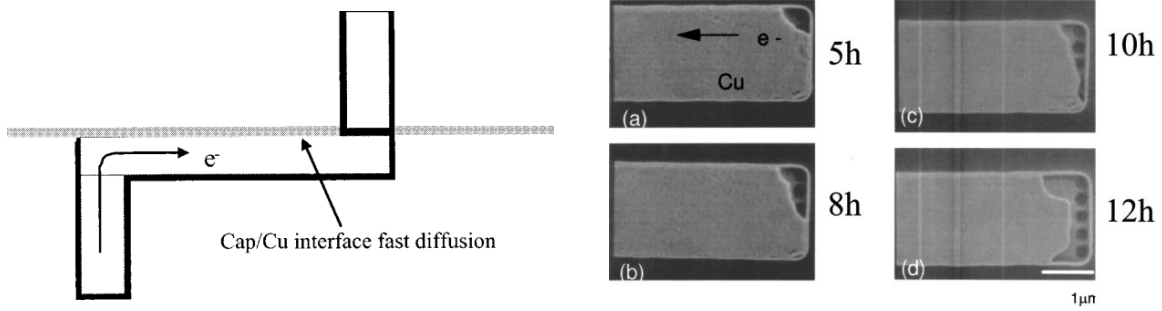 e-
Cap/Cu interface fast diffusion
e -
Cu
(a)
5h
(b)
8h
(c)
10h
(d)
12h
1μm